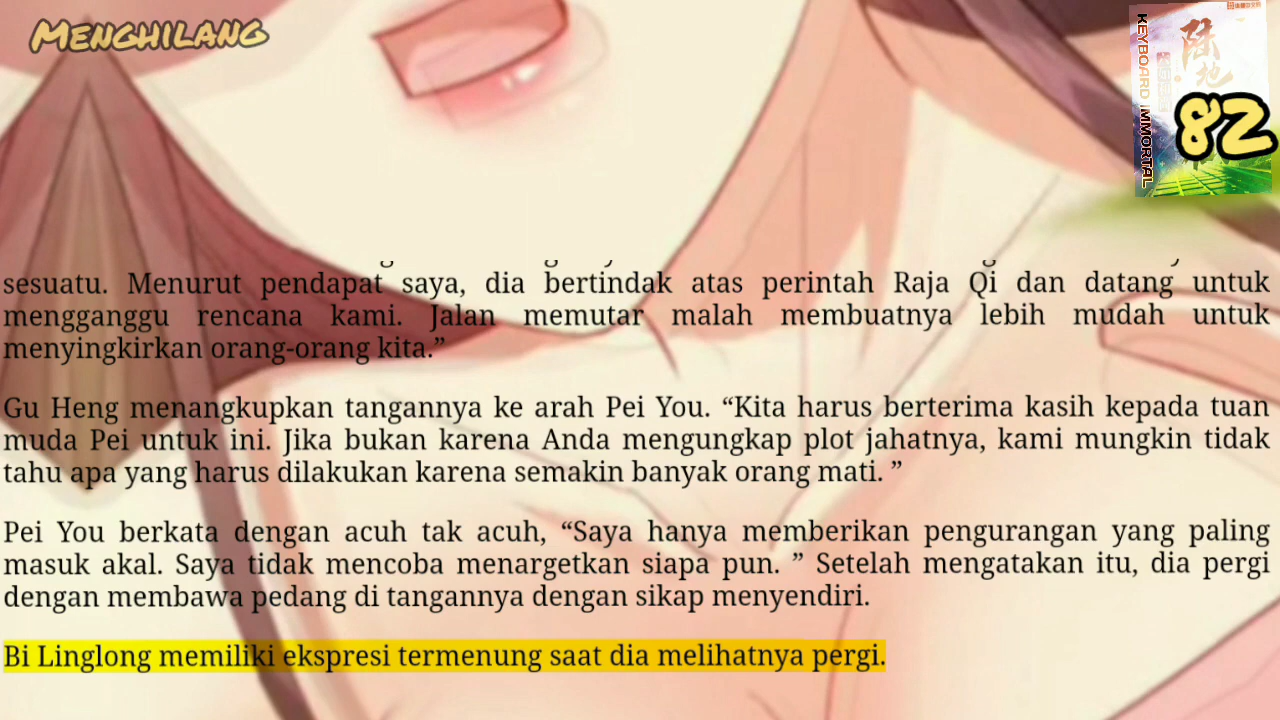 MENGHILANG
KEYBOARD IMMORTAL
陆地
82
sesuatu. Menurut pendapat saya, dia bertindak atas perintah Raja Qi dan datang untuk
mengganggu rencana kami. Jalan memutar malah membuatnya lebih mudah untuk
menyingkirkan orang-orang kita.”
Gu Heng menangkupkan tangannya ke arah Pei You. “Kita harus berterima kasih kepada tuan
muda Pei untuk ini. Jika bukan karena Anda mengungkap plot jahatnya, kami mungkin tidak
tahu apa yang harus dilakukan karena semakin banyak orang mati. ”
Pei You berkata dengan acuh tak acuh, “Saya hanya memberikan pengurangan yang paling
masuk akal. Saya tidak mencoba menargetkan siapa pun. ” Setelah mengatakan itu, dia pergi
dengan membawa pedang di tangannya dengan sikap menyendiri.
Bi Linglong memiliki ekspresi termenung saat dia melihatnya pergi.